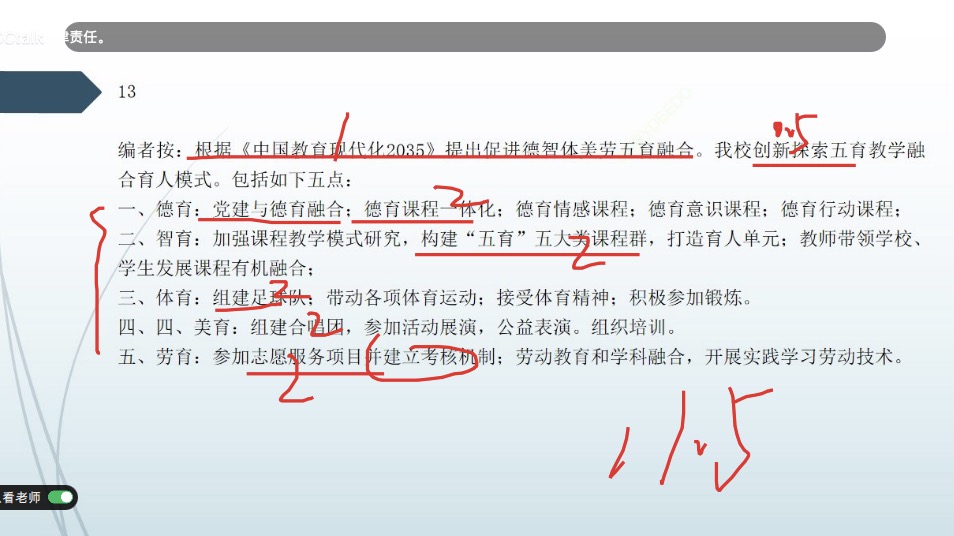 律责任。
13
编者按：根据《中国教育现代化2035》提出促进德智体美劳五育融合。我校创新探索五育教学融
合育人模式。包括如下五点：
一、德育：党建与德育融合；德育课程一体化；德育情感课程；德育意识课程；德育行动课程；
二、智育：加强课程教学模式研究，构建“五育”五大类课程群，打造育人单元；教师带领学校、
学生发展课程有机融合；
三、体育：组建足球队；带动各项体育运动；接受体育精神；积极参加锻炼。
四、四、美育：组建合唱团，参加活动展演，公益表演。组织培训。
五、劳育：参加志愿服务项目并建立考核机制；劳动教育和学科融合，开展实践学习劳动技术。
1
2
2
2
2
2
看老师